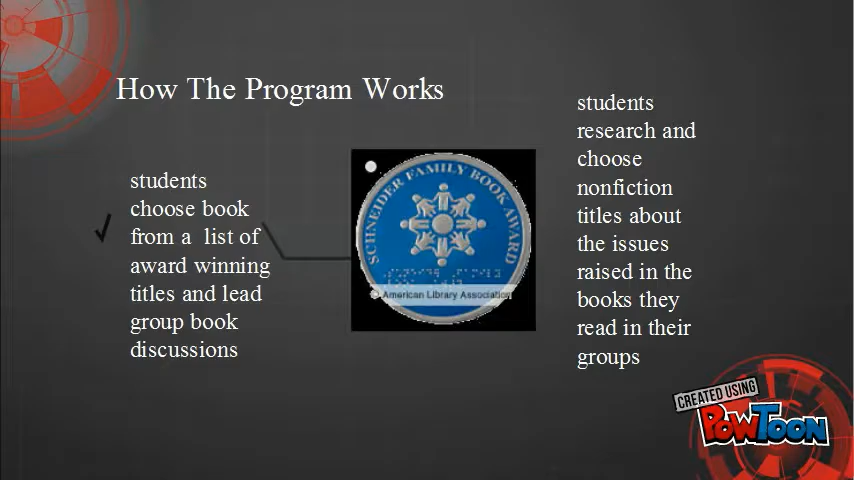 How The Program Works
students
choose book
from a list of
award winning
titles and lead
group book
discussions
SCHNEIDER FAMILY BOOK AWARD
© American Library Association
students
research and
choose
nonfiction
titles about
the issues
raised in the
books they
read in their
groups
CREATED USING
POWTOON